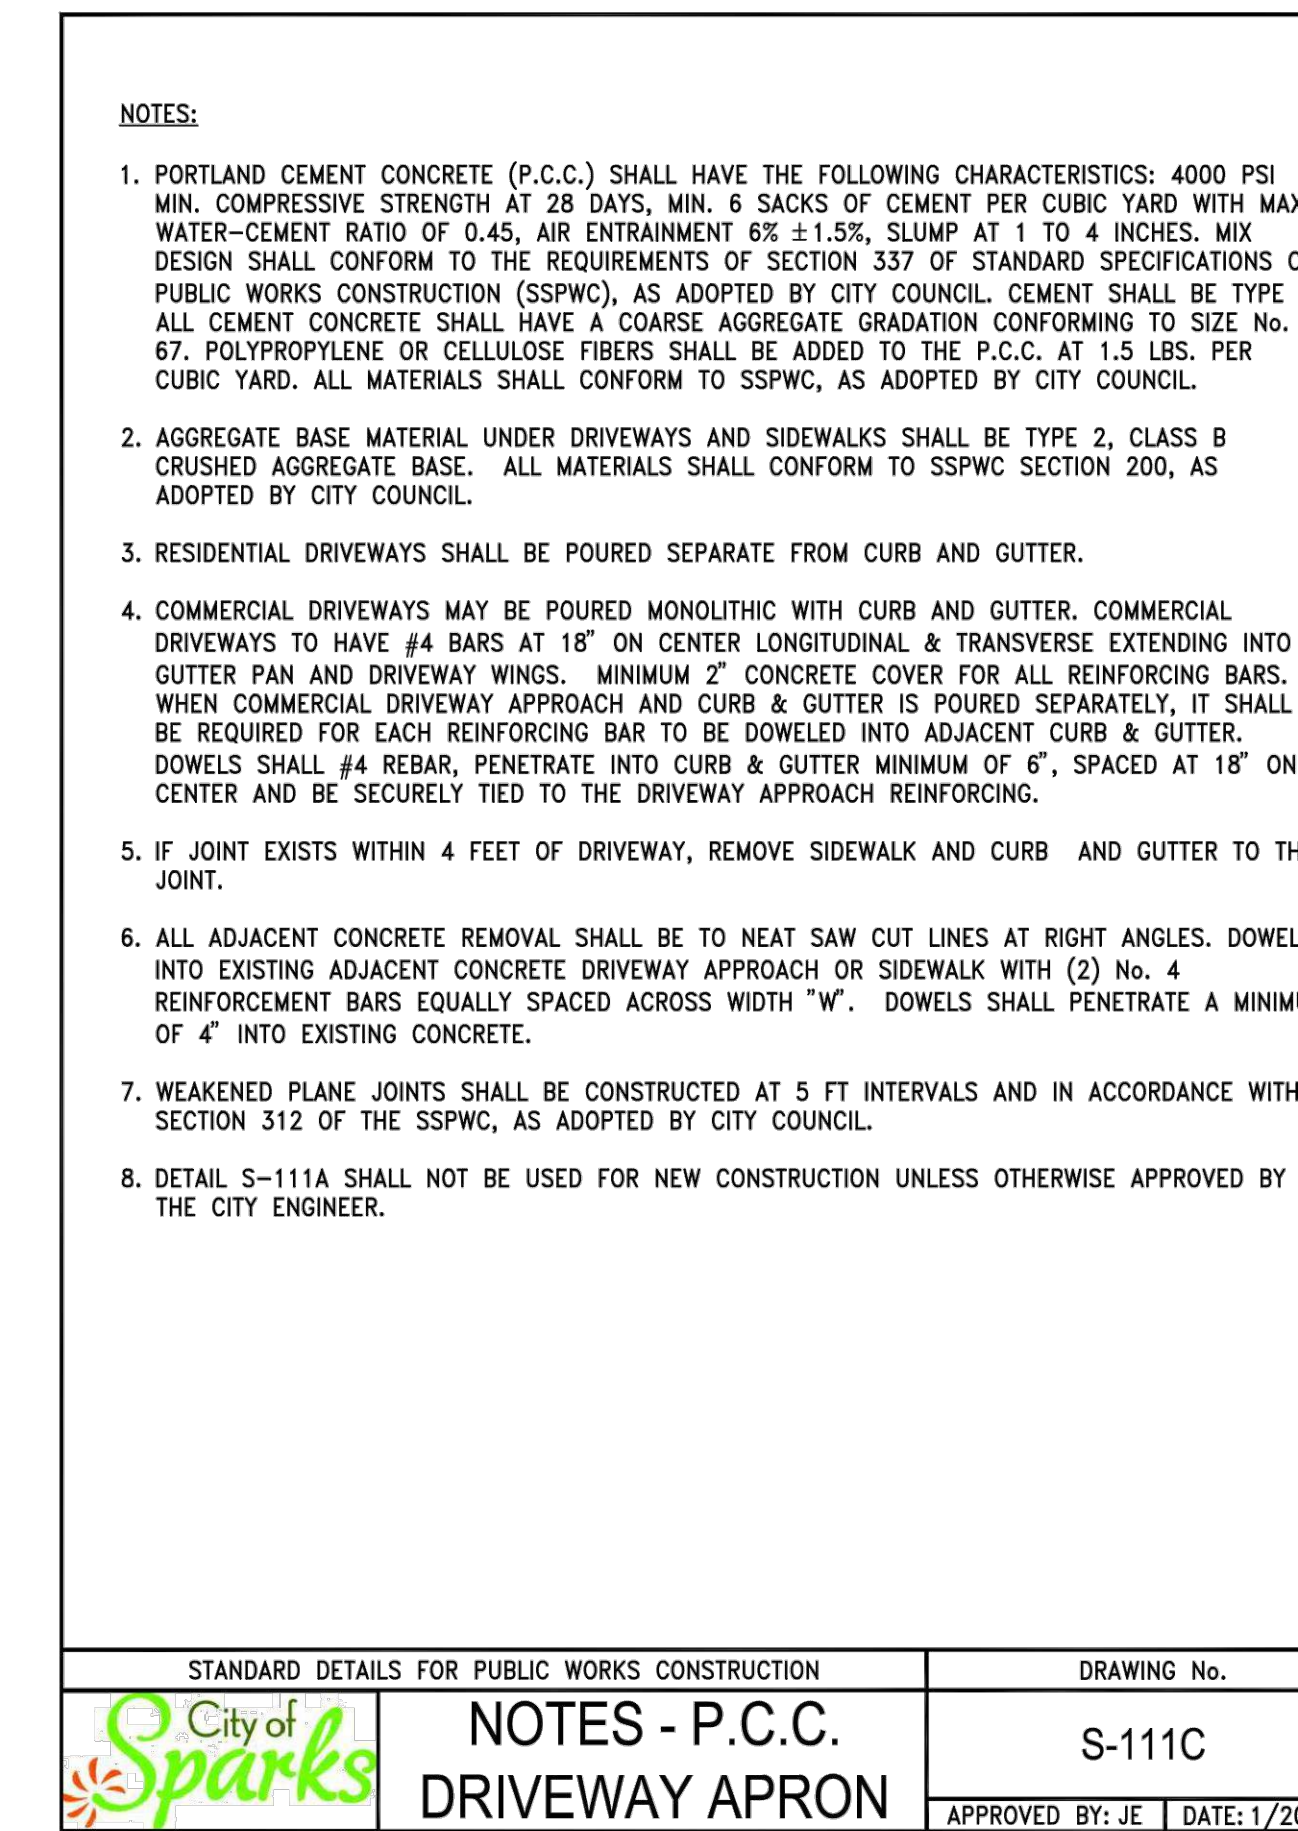 NOTES:
1. PORTLAND CEMENT CONCRETE (P.C.C.) SHALL HAVE THE FOLLOWING CHARACTERISTICS: 4000 PSI
MIN. COMPRESSIVE STRENGTH AT 28 DAYS, MIN. 6 SACKS OF CEMENT PER CUBIC YARD WITH MAX
WATER-CEMENT RATIO OF 0.45, AIR ENTRAINMENT 6% ±1.5%, SLUMP AT 1 TO 4 INCHES. MIX
DESIGN SHALL CONFORM TO THE REQUIREMENTS OF SECTION 337 OF STANDARD SPECIFICATIONS
PUBLIC WORKS CONSTRUCTION (SSPWC), AS ADOPTED BY CITY COUNCIL. CEMENT SHALL BE TYPE
ALL CEMENT CONCRETE SHALL HAVE A COARSE AGGREGATE GRADATION CONFORMING TO SIZE No.
67. POLYPROPYLENE OR CELLULOSE FIBERS SHALL BE ADDED TO THE P.C.C. AT 1.5 LBS. PER
CUBIC YARD. ALL MATERIALS SHALL CONFORM TO SSPWC, AS ADOPTED BY CITY COUNCIL.
2. AGGREGATE BASE MATERIAL UNDER DRIVEWAYS AND SIDEWALKS SHALL BE TYPE 2, CLASS B
CRUSHED AGGREGATE BASE. ALL MATERIALS SHALL CONFORM TO SSPWC SECTION 200, AS
ADOPTED BY CITY COUNCIL.
3. RESIDENTIAL DRIVEWAYS SHALL BE POURED SEPARATE FROM CURB AND GUTTER.
4. COMMERCIAL DRIVEWAYS MAY BE POURED MONOLITHIC WITH CURB AND GUTTER. COMMERCIAL
DRIVEWAYS TO HAVE #4 BARS AT 18" ON CENTER LONGITUDINAL & TRANSVERSE EXTENDING INTO
GUTTER PAN AND DRIVEWAY WINGS. MINIMUM 2" CONCRETE COVER FOR ALL REINFORCING BARS.
WHEN COMMERCIAL DRIVEWAY APPROACH AND CURB & GUTTER IS POURED SEPARATELY, IT SHALL
BE REQUIRED FOR EACH REINFORCING BAR TO BE DOWELED INTO ADJACENT CURB & GUTTER.
DOWELS SHALL #4 REBAR, PENETRATE INTO CURB & GUTTER MINIMUM OF 6", SPACED AT 18" ON
CENTER AND BE SECURELY TIED TO THE DRIVEWAY APPROACH REINFORCING.
5. IF JOINT EXISTS WITHIN 4 FEET OF DRIVEWAY, REMOVE SIDEWALK AND CURB AND GUTTER TO
JOINT.
6. ALL ADJACENT CONCRETE REMOVAL SHALL BE TO NEAT SAW CUT LINES AT RIGHT ANGLES. DOWEL
INTO EXISTING ADJACENT CONCRETE DRIVEWAY APPROACH OR SIDEWALK WITH (2) No. 4
REINFORCEMENT BARS EQUALLY SPACED ACROSS WIDTH "W". DOWELS SHALL PENETRATE A
OF 4" INTO EXISTING CONCRETE.
7. WEAKENED PLANE JOINTS SHALL BE CONSTRUCTED AT 5 FT INTERVALS AND IN ACCORDANCE WITH
SECTION 312 OF THE SSPWC, AS ADOPTED BY CITY COUNCIL.
8. DETAIL S-111A SHALL NOT BE USED FOR NEW CONSTRUCTION UNLESS OTHERWISE APPROVED BY
THE CITY ENGINEER.
STANDARD DETAILS FOR PUBLIC WORKS CONSTRUCTION
DRAWING No.
City of
Sparks
NOTES - P.C.C.
DRIVEWAY APRON
S-111C
APPROVED BY: JE
DATE: 1/20